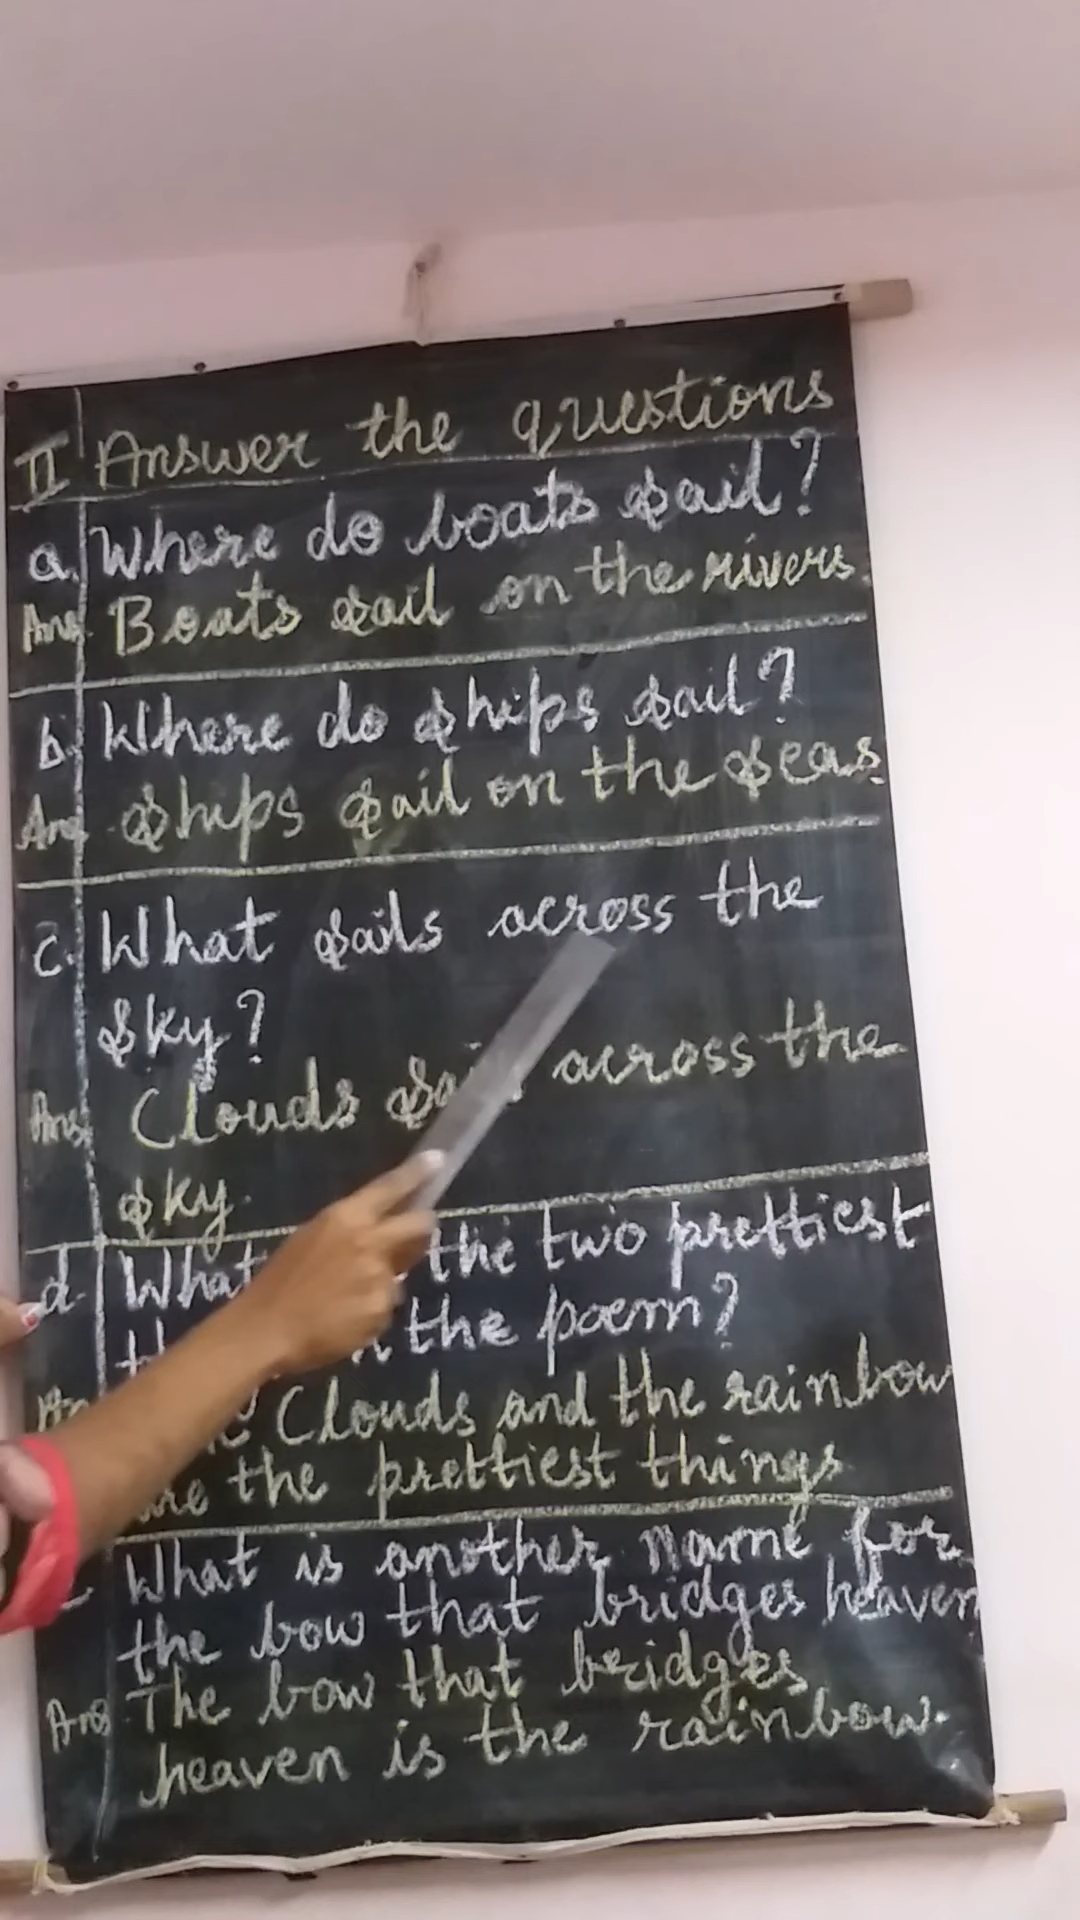 II Answer the questions
a. Where do boats sail?
Ans. Boats sail on the rivers.
b. Where do ships sail?
Ans. Ships sail on the seas.
c. What sails across the
sky?
Ans. Clouds across the
sky.
d. What the two prettiest
the poem?
Clouds and the rainbow
the prettiest things
What is another name for
the bow that bridges heaven
Ans. The bow that bridges
heaven is the rainbow.